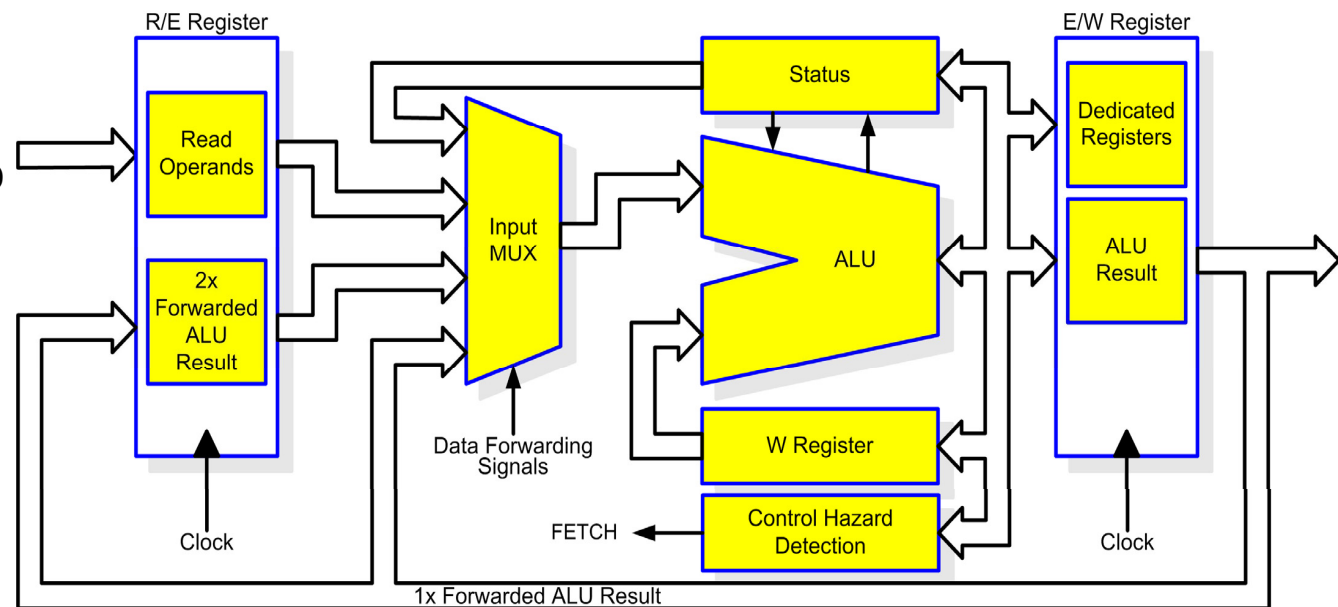 R/E Register
E/W Register
Read
Operands
2x
Forwarded
ALU
Result
Clock
Input
MUX
Data Forwarding
Signals
Status
ALU
W Register
Control Hazard
Detection
FETCH
Dedicated
Registers
ALU
Result
Clock
1x Forwarded ALU Result